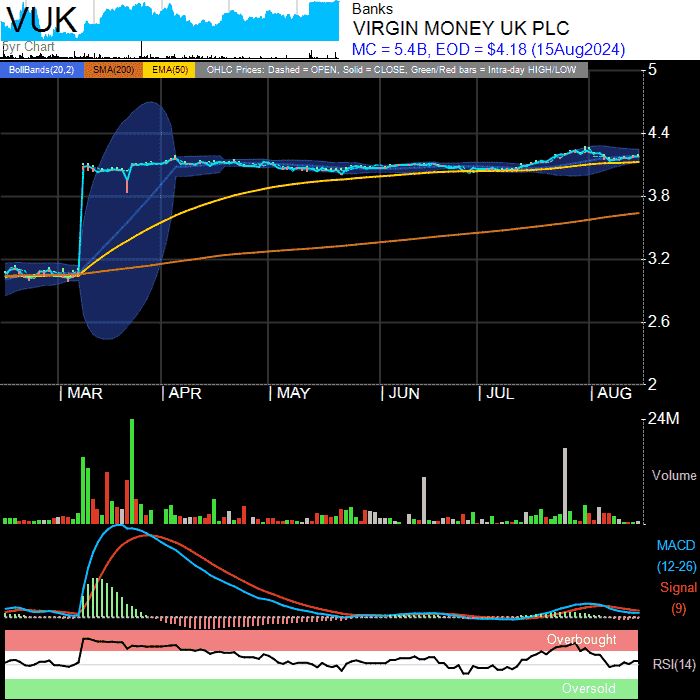 VUK
Banks
VIRGIN MONEY UK PLC
5yr Chart
MC = 5.4B, EOD = $4.18 (15Aug2024)
BollBands(20,2) SMA(200) EMA(50) OHLC Prices: Dashed = OPEN, Solid = CLOSE, Green/Red bars = Intra-day HIGH/LOW
5
4.4
3.8
3.2
2.6
2
MAR APR MAY JUN JUL AUG
24M
Volume
MACD
(12-26)
Signal
(9)
Overbought
RSI(14)
Oversold